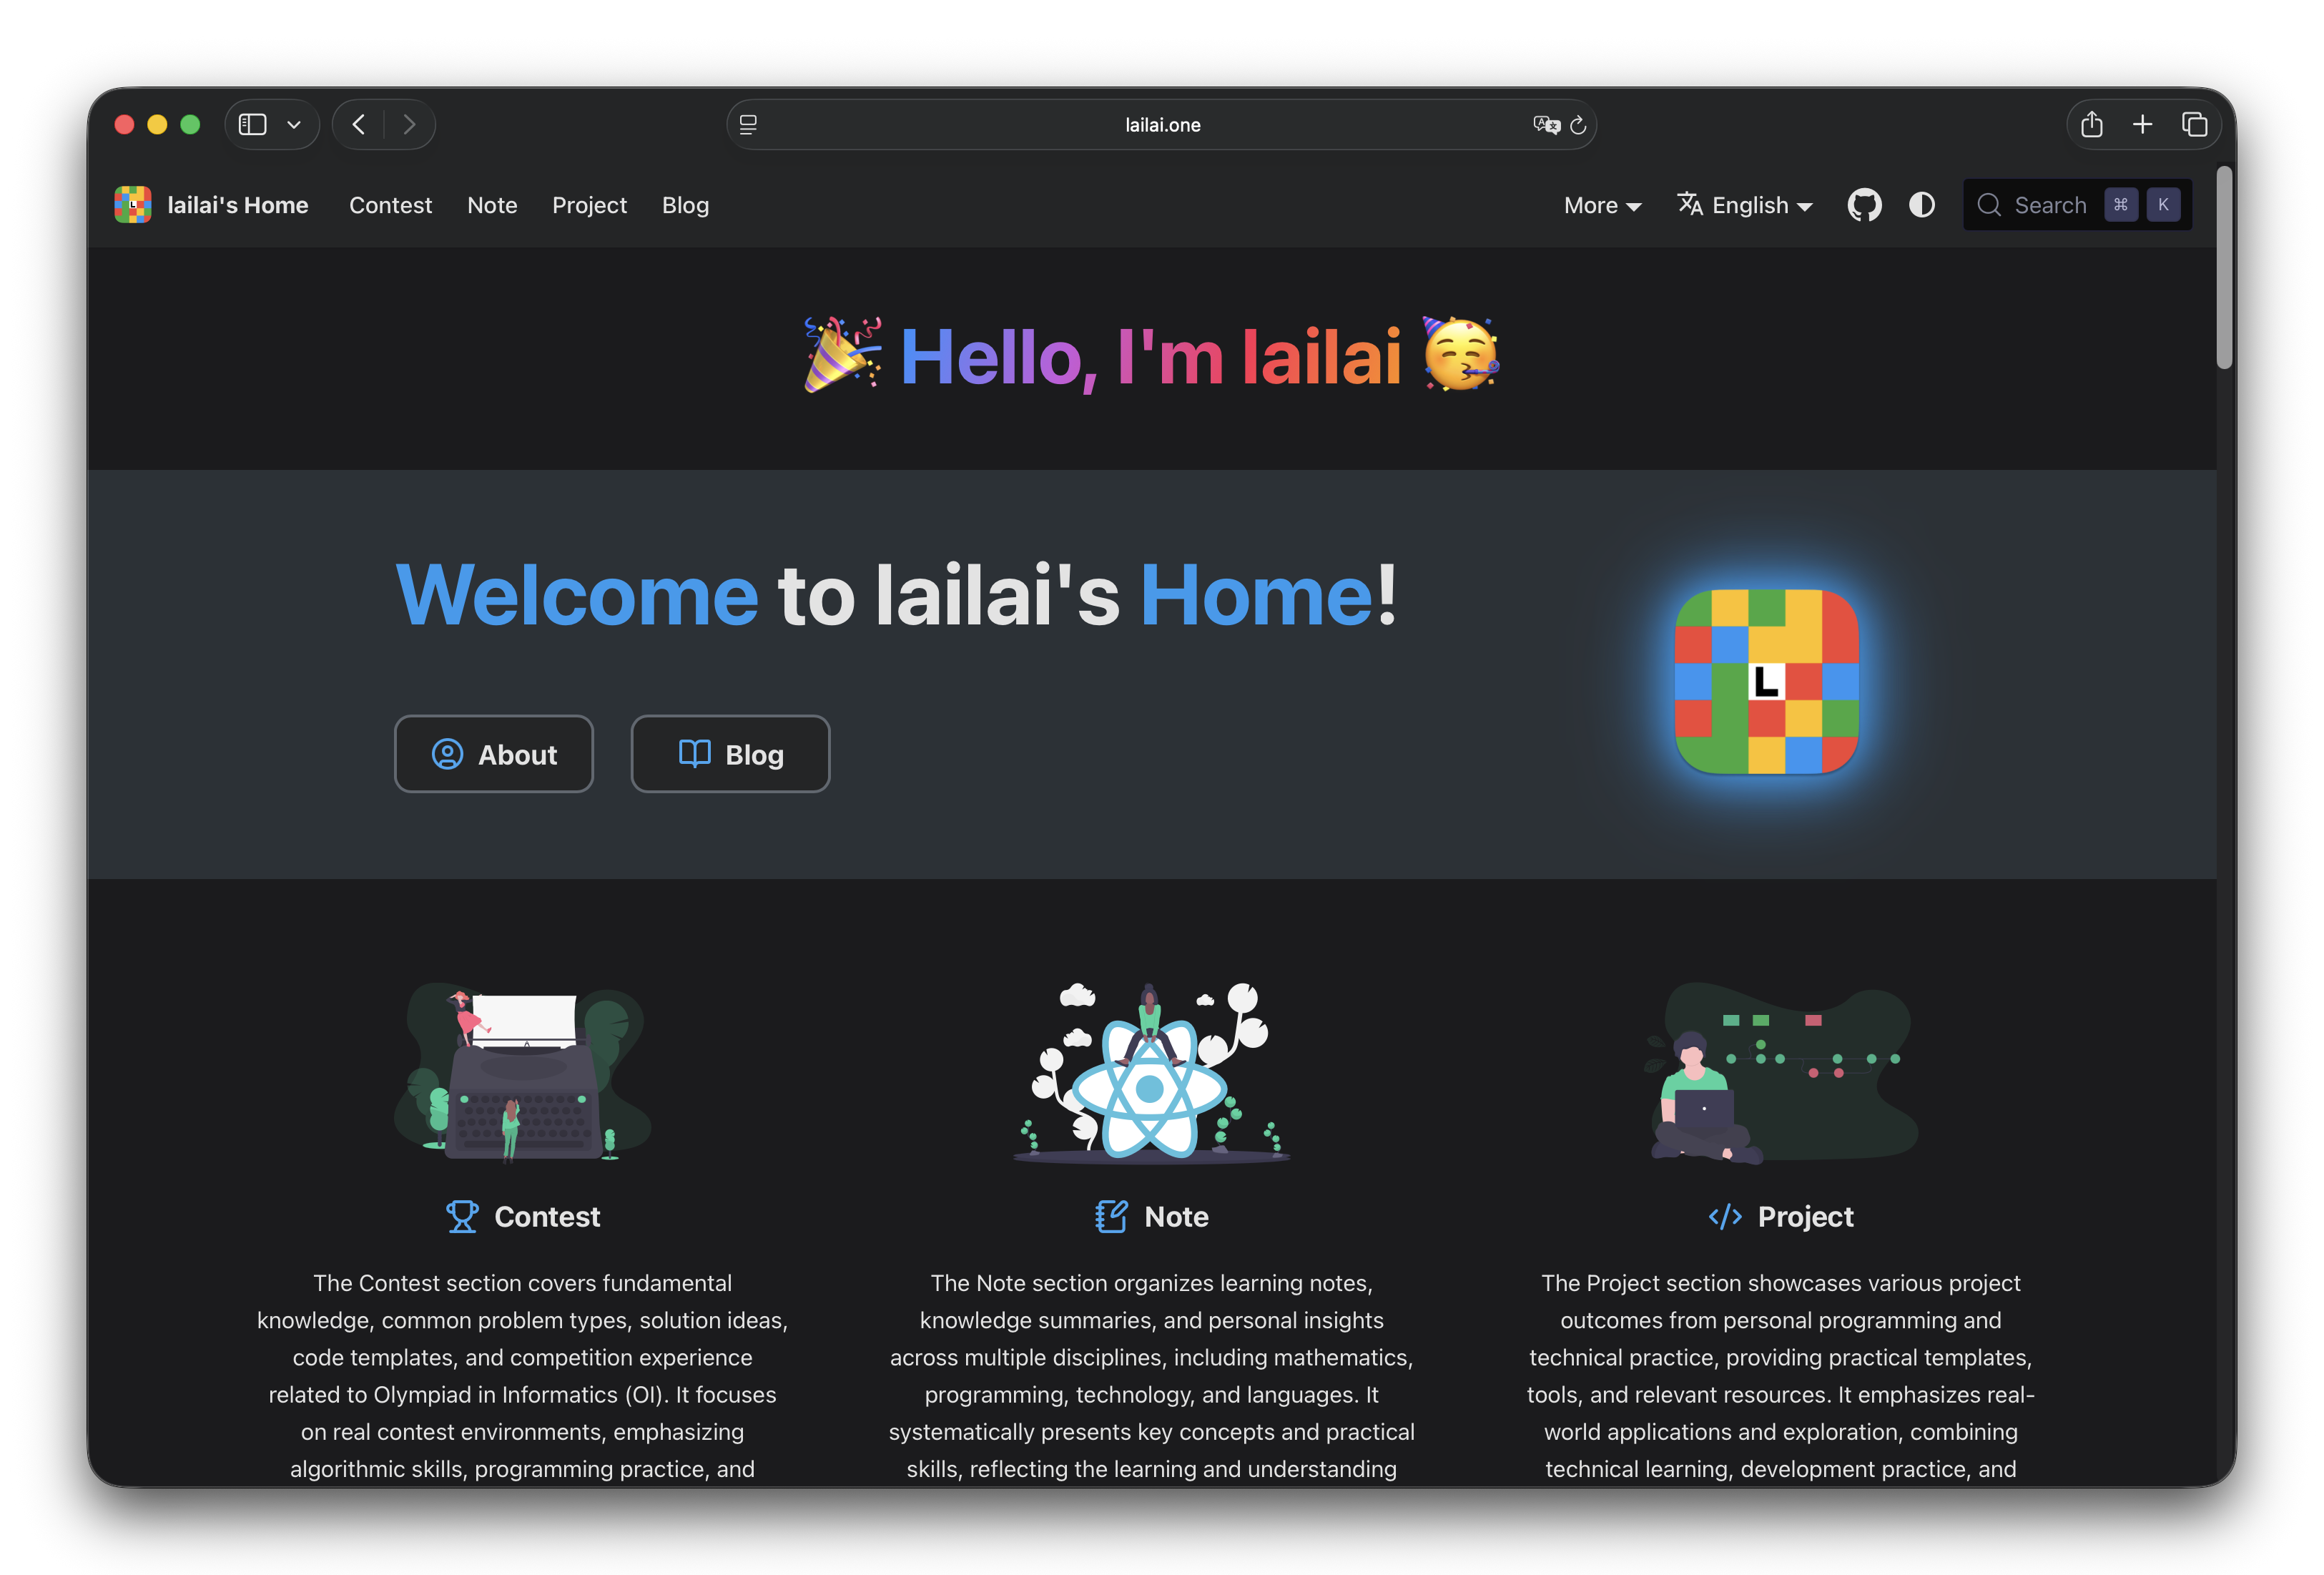 lailai.one
lailai's Home Contest Note Project Blog More English Search ⌘ K
🎉 Hello, I'm lailai 🥳
Welcome to lailai's Home!
L
About Blog
Contest
The Contest section covers fundamental
knowledge, common problem types, solution ideas,
code templates, and competition experience
related to Olympiad in Informatics (OI). It focuses
on real contest environments, emphasizing
algorithmic skills, programming practice, and
Note
The Note section organizes learning notes,
knowledge summaries, and personal insights
across multiple disciplines, including mathematics,
programming, technology, and languages. It
systematically presents key concepts and practical
skills, reflecting the learning and understanding
Project
The Project section showcases various project
outcomes from personal programming and
technical practice, providing practical templates,
tools, and relevant resources. It emphasizes real-
world applications and exploration, combining
technical learning, development practice, and